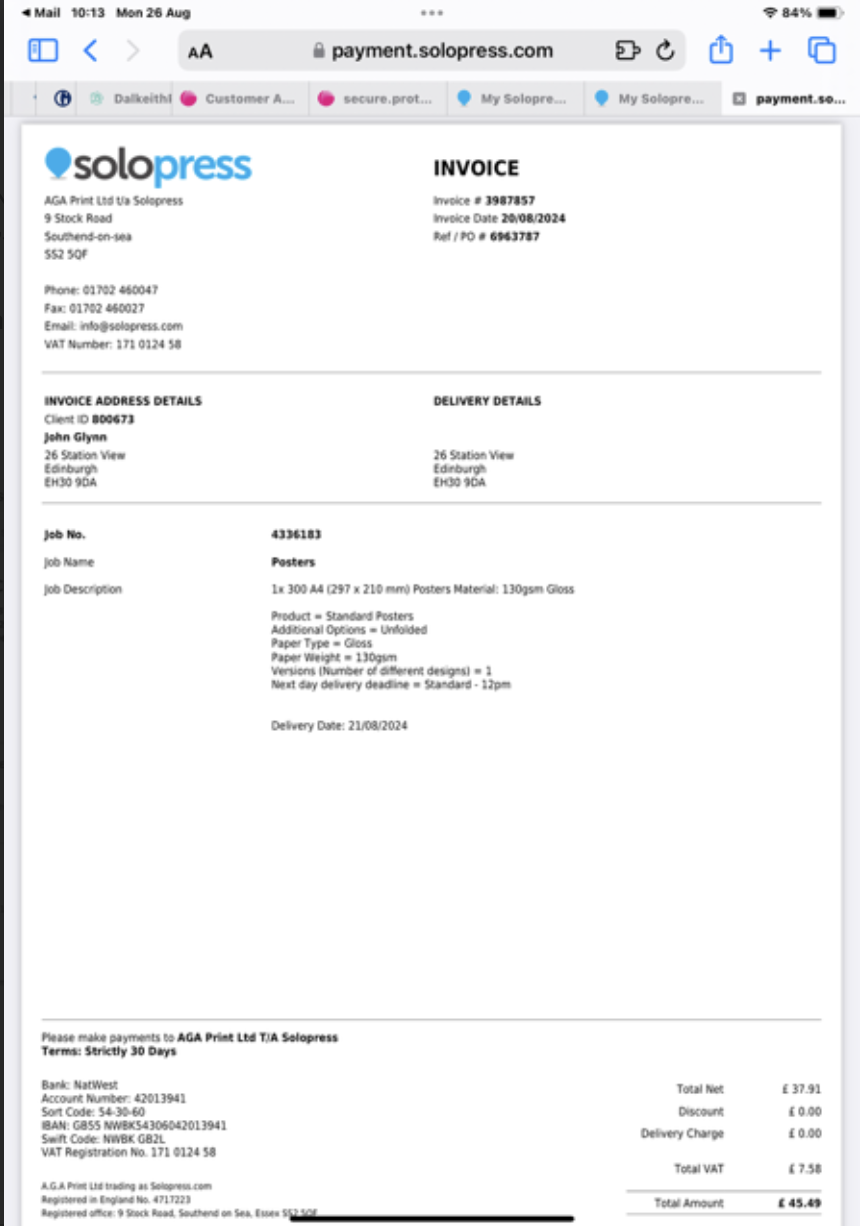 Mail 10:13 Mon 26 Aug
84%
AA payment.solopress.com
Customer A... secure.prot... My Solopre... My Solopre... payment.so...
solopress
INVOICE
AGA Print Ltd t/a Solopress
9 Stock Road
Southend-on-sea
SS2 5QF
Invoice # 3987857
Invoice Date 20/08/2024
Ref / PO # 6963787
Phone: 01702 460047
Fax: 01702 460027
Email: info@solopress.com
VAT Number: 171 0124 58
INVOICE ADDRESS DETAILS
Client ID 800673
John Glynn
26 Station View
Edinburgh
EH30 9DA
DELIVERY DETAILS
26 Station View
Edinburgh
EH30 9DA
Job No. 4336183
Job Name Posters
Job Description 1x 300 A4 (297 x 210 mm) Posters Material: 130gsm Gloss
Product = Standard Posters
Additional Options = Unfolded
Paper Type = Gloss
Paper Weight = 130gsm
Versions (Number of different designs) = 1
Next day delivery deadline = Standard - 12pm
Delivery Date: 21/08/2024
Please make payments to AGA Print Ltd T/A Solopress
Terms: Strictly 30 Days
Bank: NatWest
Account Number: 42013941
Sort Code: 54-30-60
IBAN: GB55 NWBK54306042013941
Swift Code: NWBK GB2L
VAT Registration No. 171 0124 58
A.G.A Print Ltd trading as Solopress.com
Registered in England No. 4717223
Registered office: 9 Stock Road, Southend on Sea, Essex SS2 5QF
Total Net £ 37.91
Discount £ 0.00
Delivery Charge £ 0.00
Total VAT £ 7.58
Total Amount £ 45.49